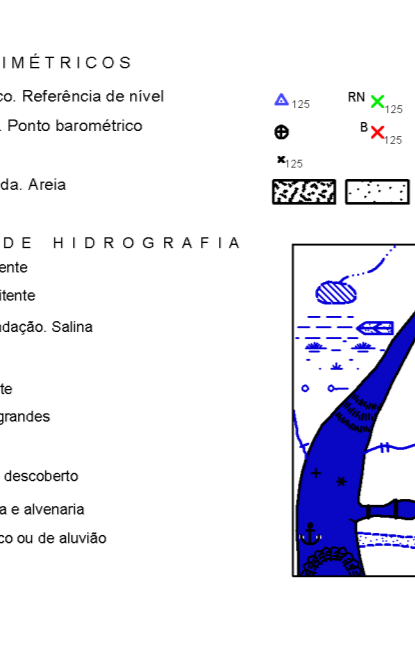 IMÉTRICOS
co. Referência de nível
125
RN
125
. Ponto barométrico
B
125
125
da. Areia
DE HIDROGRAFIA
ente
itente
ndação. Salina
te
grandes
descoberto
a e alvenaria
co ou de aluvião